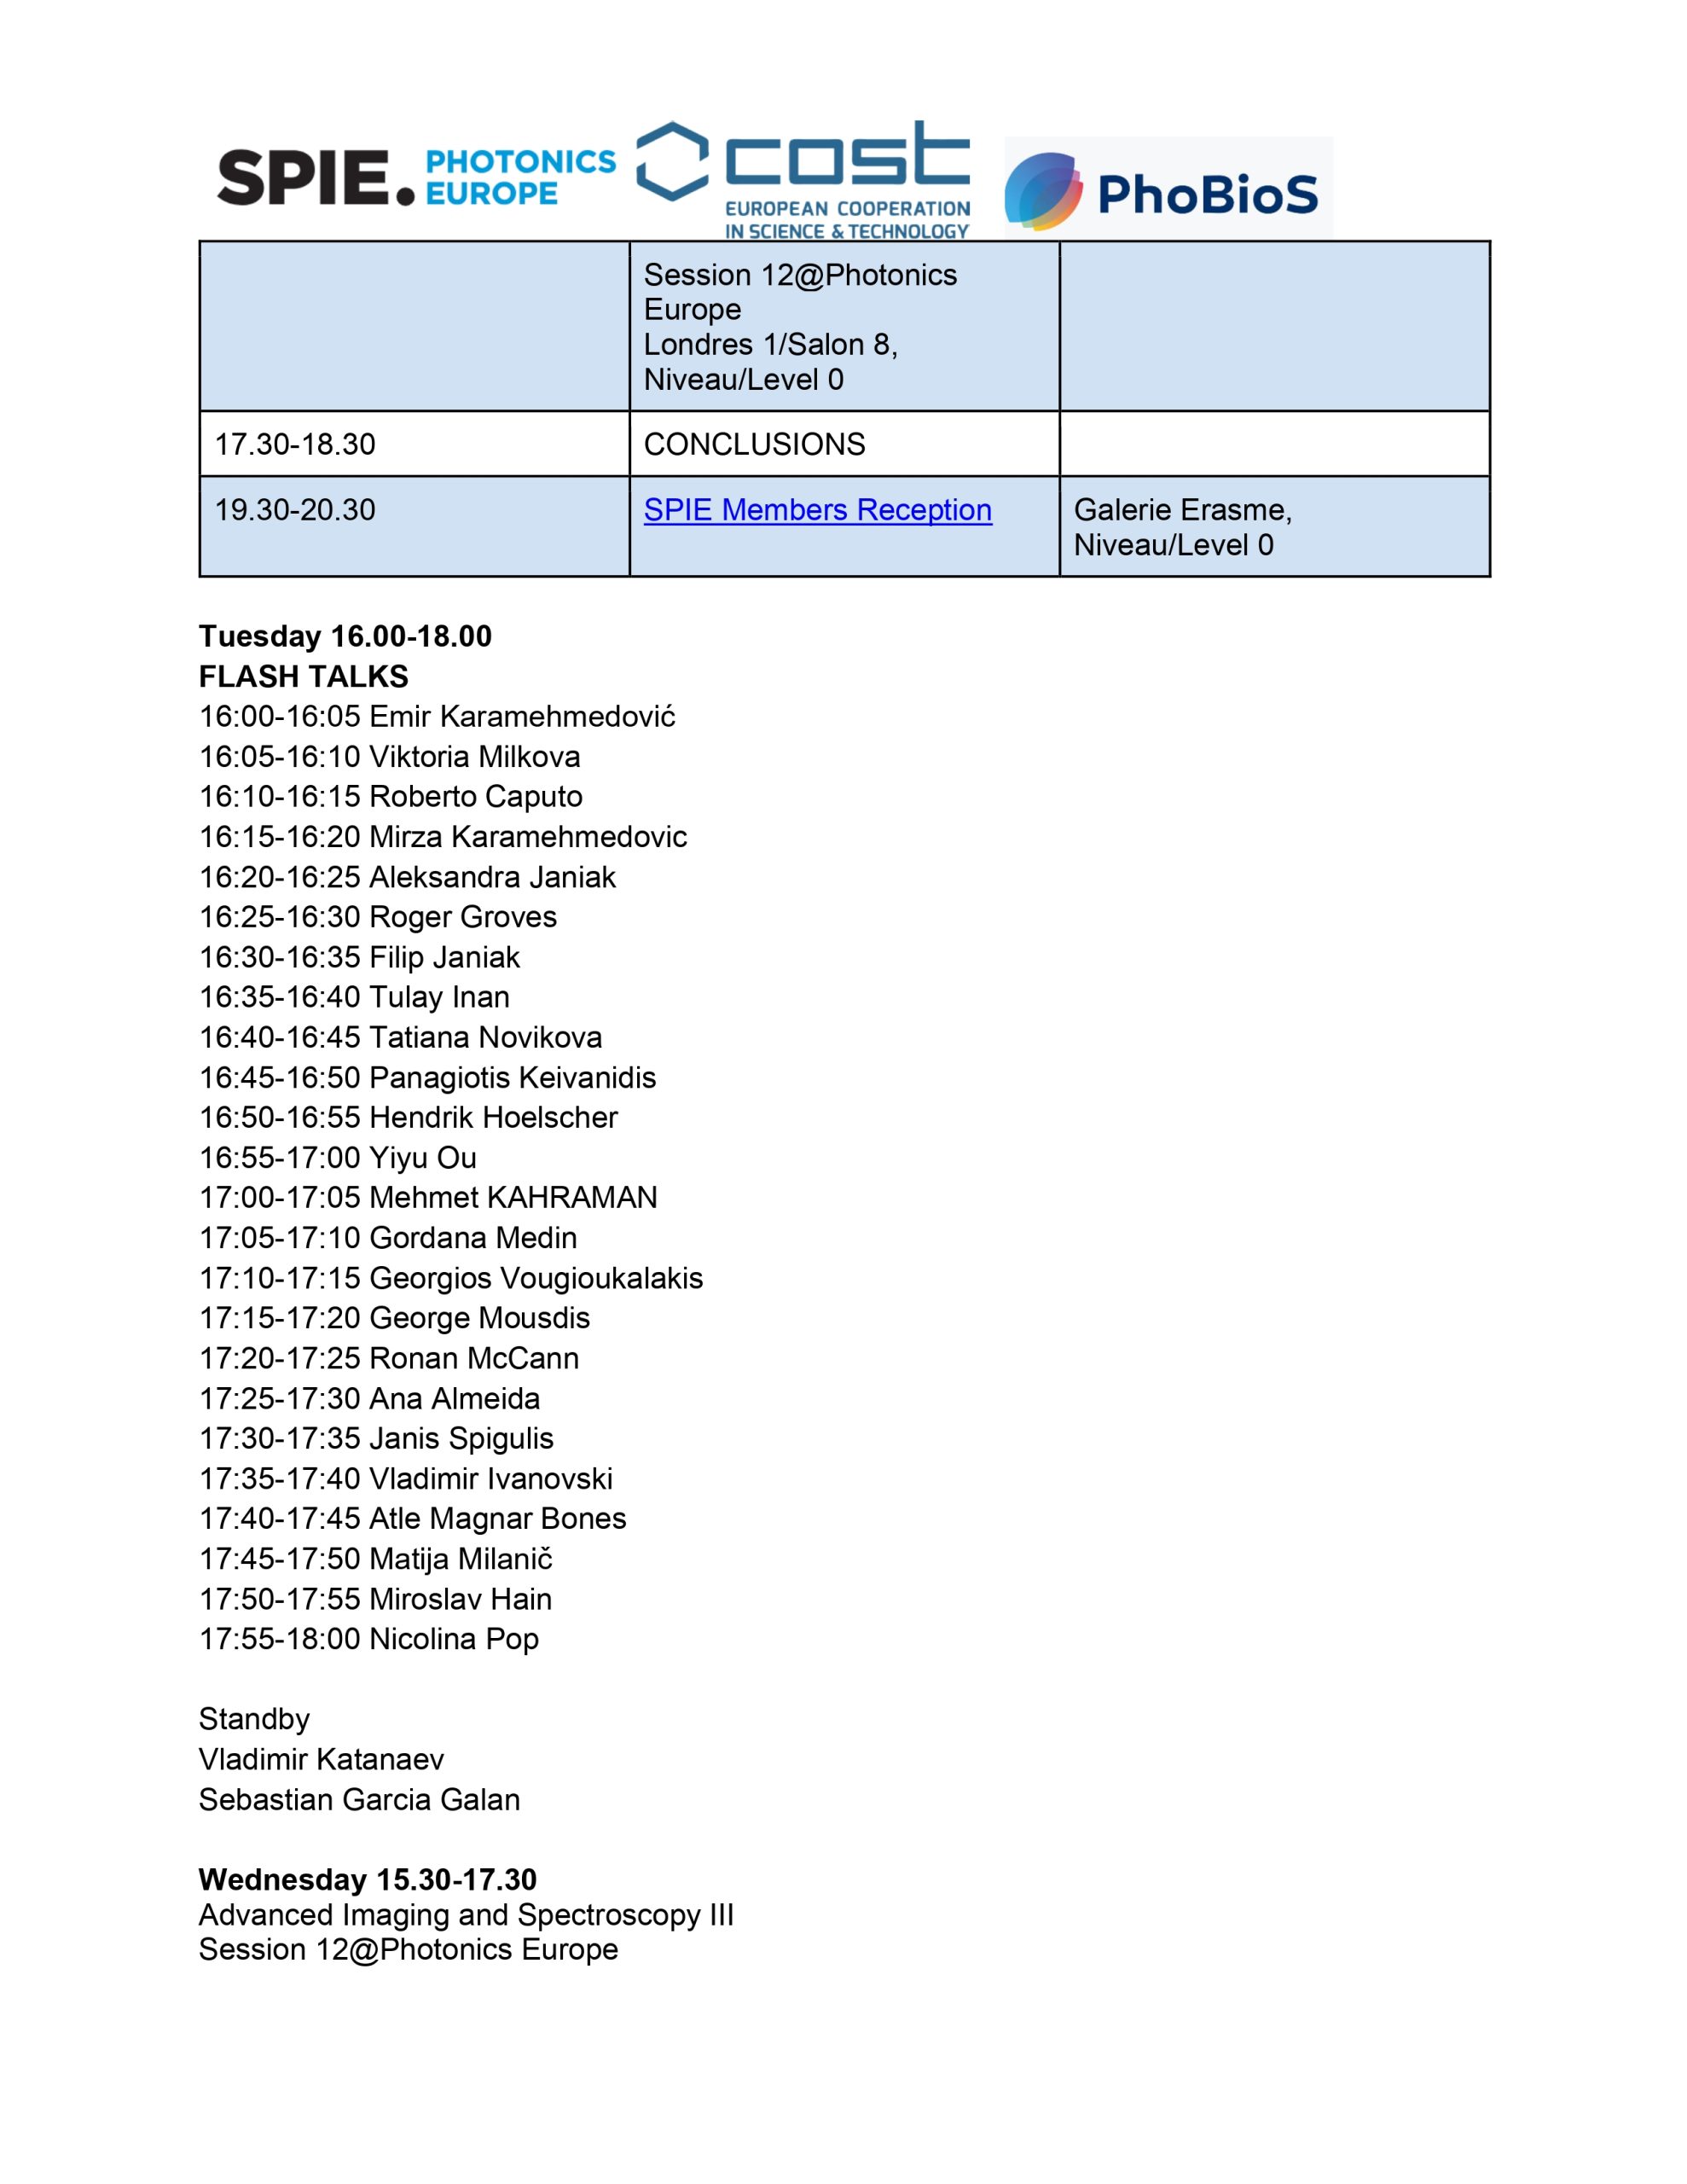 SPIE. PHOTONICS EUROPE
cost
EUROPEAN COOPERATION
IN SCIENCE & TECHNOLOGY
PhoBioS
Session 12@Photonics
Europe
Londres 1/Salon 8,
Niveau/Level 0
17.30-18.30 CONCLUSIONS
19.30-20.30 SPIE Members Reception Galerie Erasme,
Niveau/Level 0
Tuesday 16.00-18.00
FLASH TALKS
16:00-16:05 Emir Karamehmedović
16:05-16:10 Viktoria Milkova
16:10-16:15 Roberto Caputo
16:15-16:20 Mirza Karamehmedovic
16:20-16:25 Aleksandra Janiak
16:25-16:30 Roger Groves
16:30-16:35 Filip Janiak
16:35-16:40 Tulay Inan
16:40-16:45 Tatiana Novikova
16:45-16:50 Panagiotis Keivanidis
16:50-16:55 Hendrik Hoelscher
16:55-17:00 Yiyu Ou
17:00-17:05 Mehmet KAHRAMAN
17:05-17:10 Gordana Medin
17:10-17:15 Georgios Vougioukalakis
17:15-17:20 George Mousdis
17:20-17:25 Ronan McCann
17:25-17:30 Ana Almeida
17:30-17:35 Janis Spigulis
17:35-17:40 Vladimir Ivanovski
17:40-17:45 Atle Magnar Bones
17:45-17:50 Matija Milanič
17:50-17:55 Miroslav Hain
17:55-18:00 Nicolina Pop
Standby
Vladimir Katanaev
Sebastian Garcia Galan
Wednesday 15.30-17.30
Advanced Imaging and Spectroscopy III
Session 12@Photonics Europe